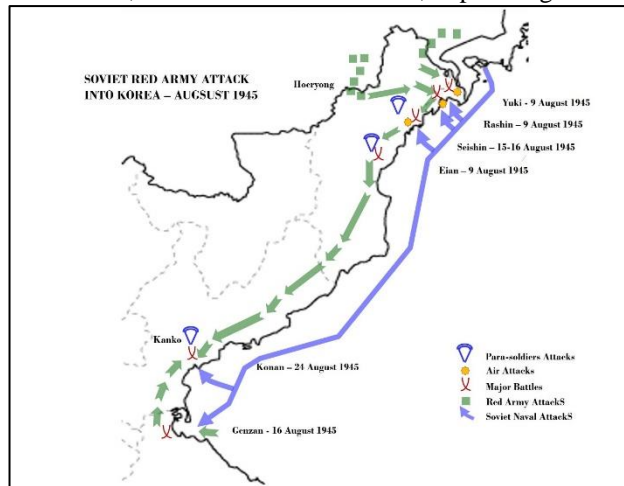 SOVIET RED ARMY ATTACK
INTO KOREA – AUGSUST 1945
Hoeryong
Yuki - 9 August 1945
Rashin – 9 August 1945
Seishin – 15-16 August 1945
Eian – 9 August 1945
Kanko
Konan – 24 August 1945
Genzan - 16 August 1945
Para-soldiers Attacks
Air Attacks
Major Battles
Red Army AttackS
Soviet Naval AttackS